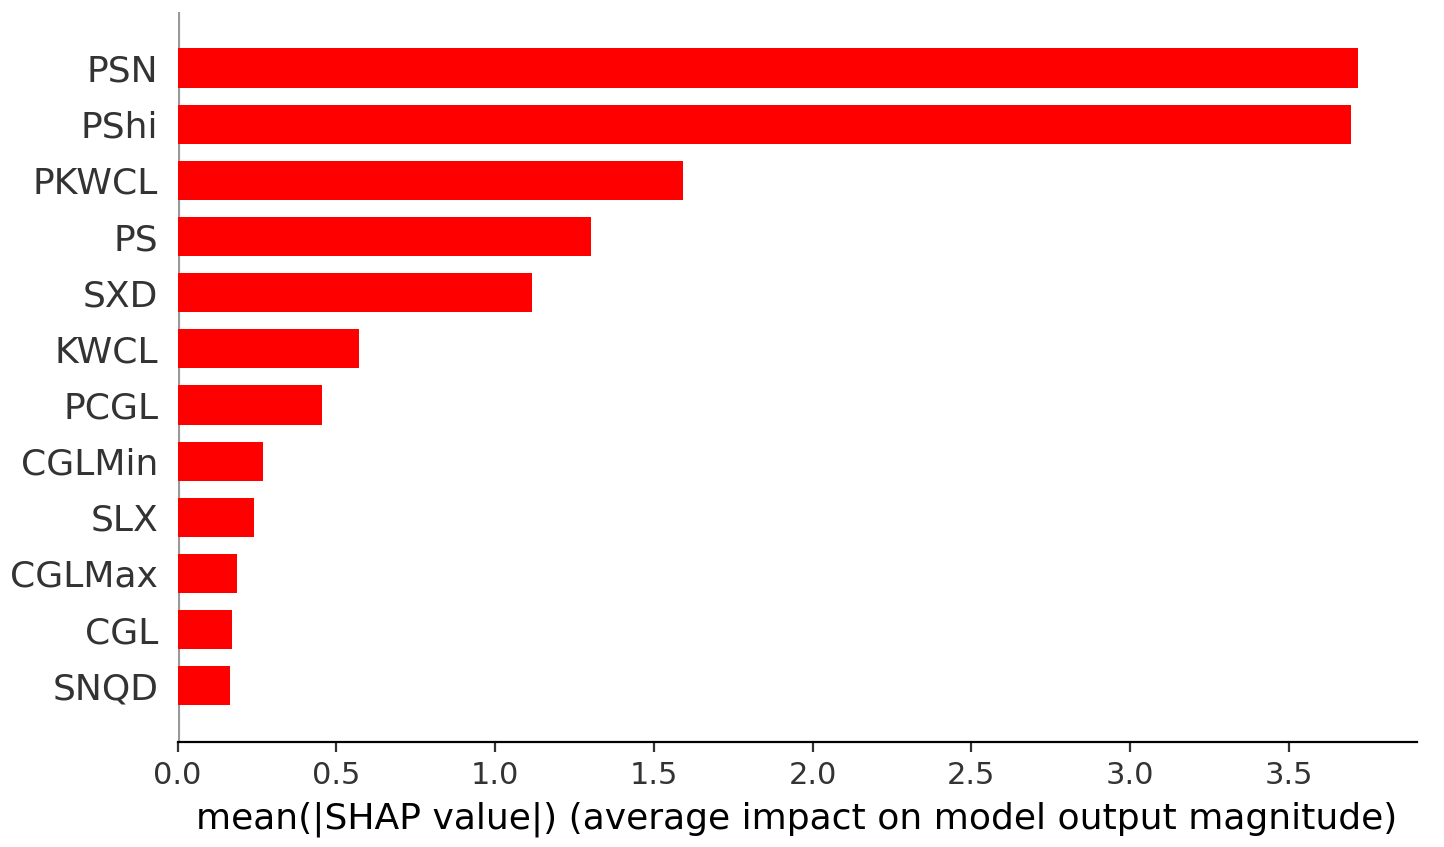 PSN
PShi
PKWCL
PS
SXD
KWCL
PCGL
CGLMin
SLX
CGLMax
CGL
SNQD
0.0 0.5 1.0 1.5 2.0 2.5 3.0 3.5
mean(|SHAP value|) (average impact on model output magnitude)